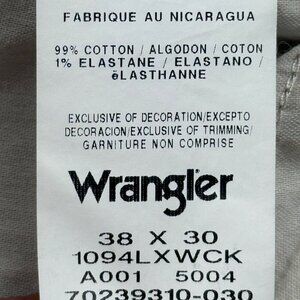 FABRIQUE AU NICARAGUA
99% COTTON / ALGODON / COTON
1% ELASTANE / ELASTANO /
ëLASTHANNE
EXCLUSIVE OF DECORATION/EXCEPTO
DECORACION/EXCLUSIVE OF TRIMMING/
GARNITURE NON COMPRISE
Wrangler
38 X 30
1094LXWCK
A001 5004
70239310-030